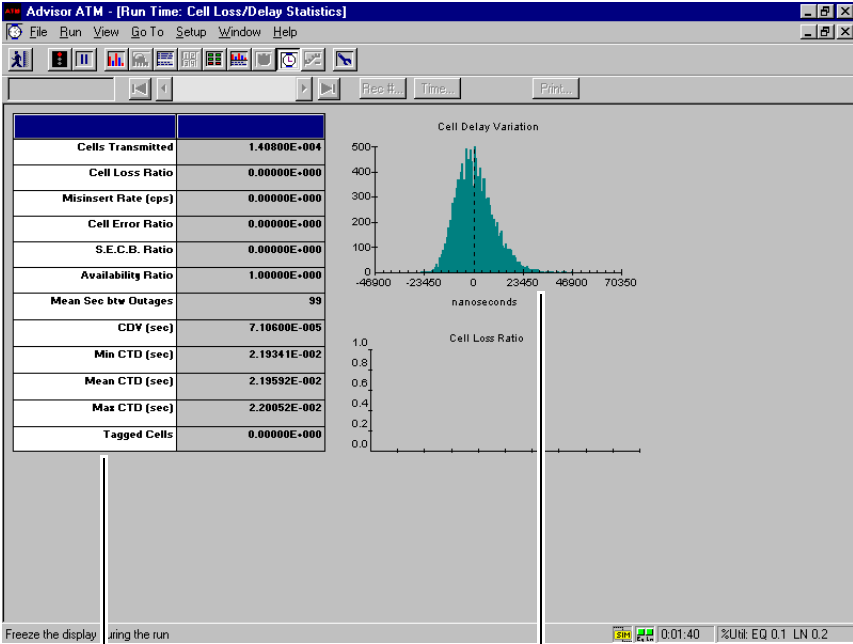 ATM Advisor ATM - [Run Time: Cell Loss/Delay Statistics]
File Run View Go To Setup Window Help
Rec #... Time... Print...
Cells Transmitted 1.40800E+004
Cell Loss Ratio 0.00000E+000
Misinsert Rate (cps) 0.00000E+000
Cell Error Ratio 0.00000E+000
S.E.C.B. Ratio 0.00000E+000
Availability Ratio 1.00000E+000
Mean Sec btw Outages 99
CDV (sec) 7.10600E-005
Min CTD (sec) 2.19341E-002
Mean CTD (sec) 2.19592E-002
Max CTD (sec) 2.20052E-002
Tagged Cells 0.00000E+000
Cell Delay Variation
500
400
300
200
100
0
-46900 -23450 0 23450 46900 70350
nanoseconds
Cell Loss Ratio
1.0
0.8
0.6
0.4
0.2
0.0
Freeze the display uring the run
SIM 0:01:40 %Util: EQ 0.1 LN 0.2